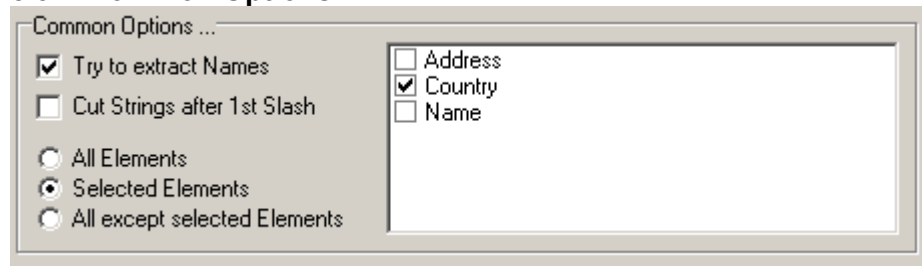 Common Options ...
Try to extract Names
Cut Strings after 1st Slash
All Elements
Selected Elements
All except selected Elements
Address
Country
Name